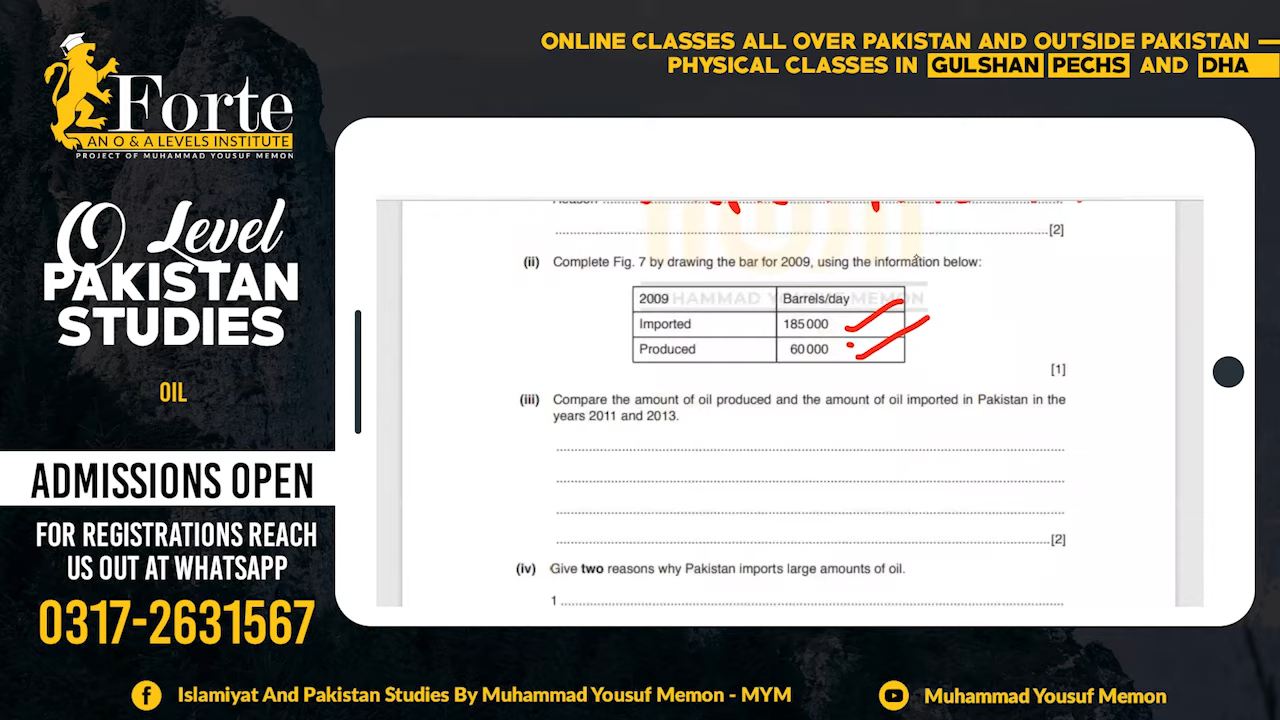 Forte
AN O & A LEVELS INSTITUTE
PROJECT OF MUHAMMAD YOUSUF MEMON
ONLINE CLASSES ALL OVER PAKISTAN AND OUTSIDE PAKISTAN —
PHYSICAL CLASSES IN GULSHAN PECHS AND DHA
O Level
PAKISTAN
STUDIES
OIL
ADMISSIONS OPEN
FOR REGISTRATIONS REACH
US OUT AT WHATSAPP
0317-2631567
[2]
(ii) Complete Fig. 7 by drawing the bar for 2009, using the information below:
2009 Barrels/day
Imported 185 000
Produced 60 000
MUHAMMAD YOUSUF MEMON
[1]
(iii) Compare the amount of oil produced and the amount of oil imported in Pakistan in the
years 2011 and 2013.
[2]
(iv) Give two reasons why Pakistan imports large amounts of oil.
1
Islamiyat And Pakistan Studies By Muhammad Yousuf Memon - MYM
Muhammad Yousuf Memon